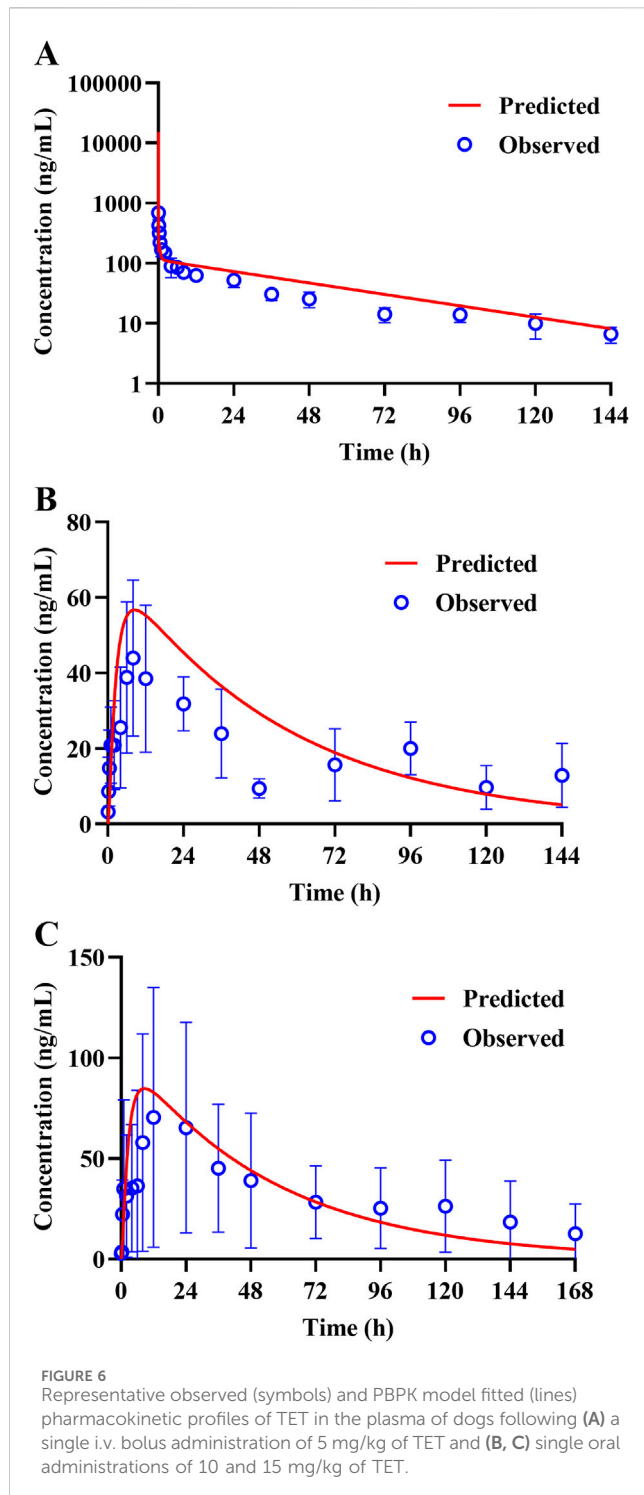 A
100000
10000
1000
100
10
1
Concentration (ng/mL)
Predicted
Observed
0 24 48 72 96 120 144
Time (h)
B
80
60
40
20
0
Concentration (ng/mL)
Predicted
Observed
0 24 48 72 96 120 144
Time (h)
C
150
100
50
0
Concentration (ng/mL)
Predicted
Observed
0 24 48 72 96 120 144 168
Time (h)
FIGURE 6
Representative observed (symbols) and PBPK model fitted (lines)
pharmacokinetic profiles of TET in the plasma of dogs following (A) a
single i.v. bolus administration of 5 mg/kg of TET and (B, C) single oral
administrations of 10 and 15 mg/kg of TET.